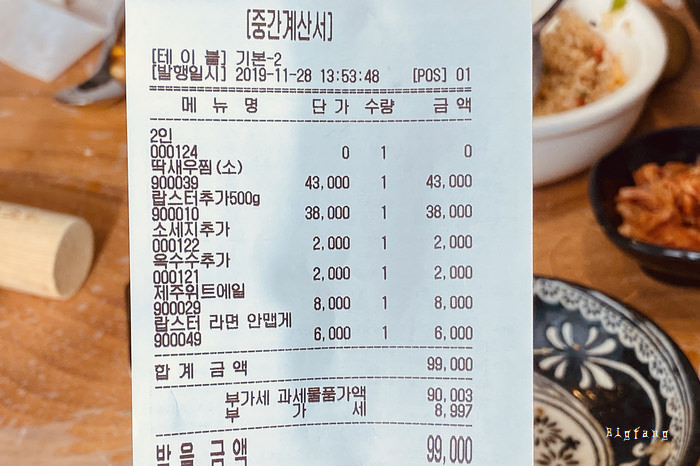 [중간계산서]
[테 이 블] 기본-2
[발행일시] 2019-11-28 13:53:48 [POS] 01
메 뉴 명 단 가 수량 금 액
2인
000124 0 1 0
딱새우찜(소)
900039 43,000 1 43,000
랍스터추가500g
900010 38,000 1 38,000
소세지추가
000122 2,000 1 2,000
옥수수추가
000121 2,000 1 2,000
제주위트에일
900029 8,000 1 8,000
랍스터 라면 안맵게
900049 6,000 1 6,000
합 계 금 액 99,000
부가세 과세물품가액 90,003
부 가 세 8,997
받 을 금 액 99,000
Bigfang